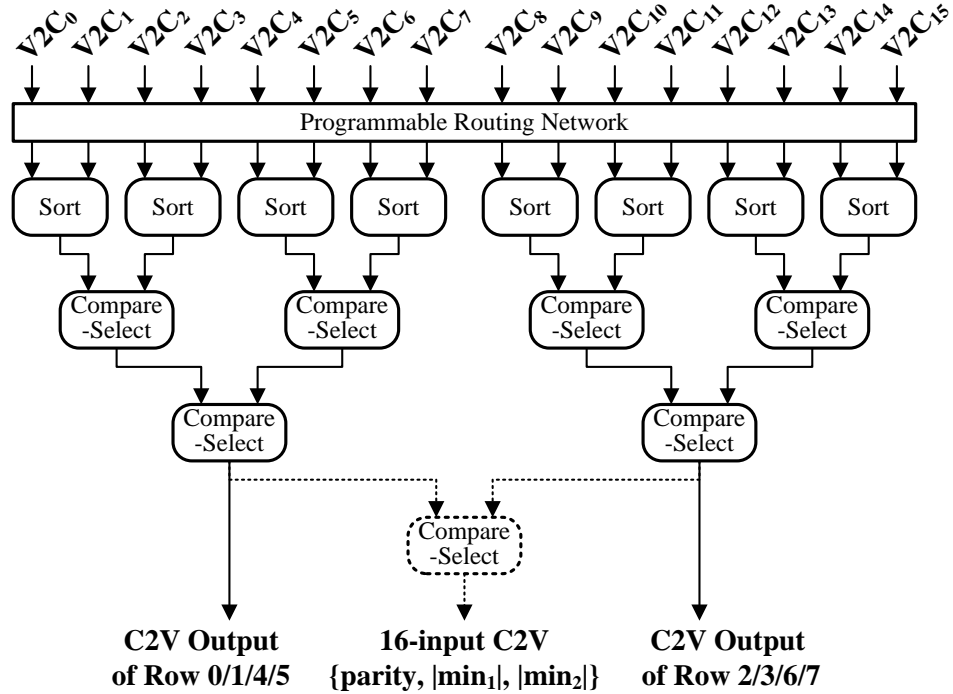 V2C₀ V2C₁ V2C₂ V2C₃ V2C₄ V2C₅ V2C₆ V2C₇ V2C₈ V2C₉ V2C₁₀ V2C₁₁ V2C₁₂ V2C₁₃ V2C₁₄ V2C₁₅
Programmable Routing Network
Sort Sort Sort Sort Sort Sort Sort Sort
Compare Compare Compare Compare
-Select -Select -Select -Select
Compare Compare
-Select -Select
Compare
-Select
C2V Output 16-input C2V C2V Output
of Row 0/1/4/5 {parity, |min₁|, |min₂|} of Row 2/3/6/7